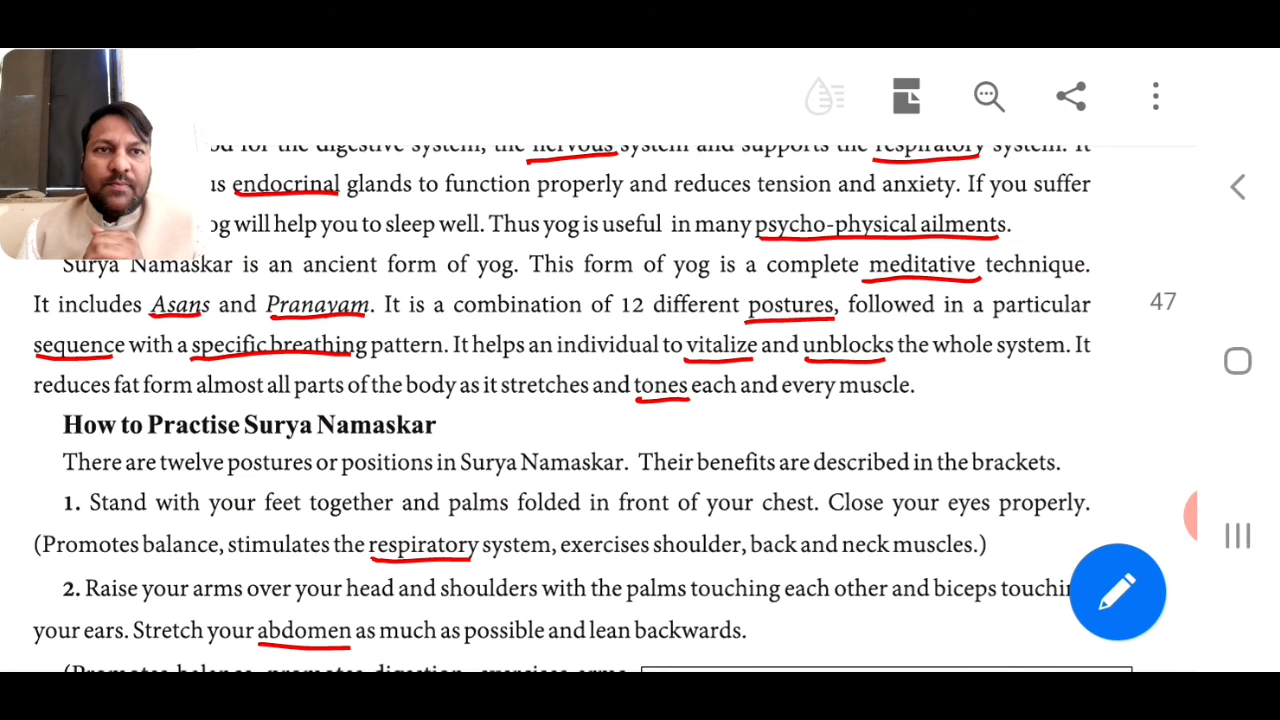 for the digestive system, the nervous system and supports the respiratory system. It
endocrinal glands to function properly and reduces tension and anxiety. If you suffer
will help you to sleep well. Thus yog is useful in many psycho-physical ailments.
Surya Namaskar is an ancient form of yog. This form of yog is a complete meditative technique.
It includes Asans and Pranayam. It is a combination of 12 different postures, followed in a particular
47
sequence with a specific breathing pattern. It helps an individual to vitalize and unblocks the whole system. It
reduces fat form almost all parts of the body as it stretches and tones each and every muscle.
How to Practise Surya Namaskar
There are twelve postures or positions in Surya Namaskar. Their benefits are described in the brackets.
1. Stand with your feet together and palms folded in front of your chest. Close your eyes properly.
(Promotes balance, stimulates the respiratory system, exercises shoulder, back and neck muscles.)
2. Raise your arms over your head and shoulders with the palms touching each other and biceps
your ears. Stretch your abdomen as much as possible and lean backwards.